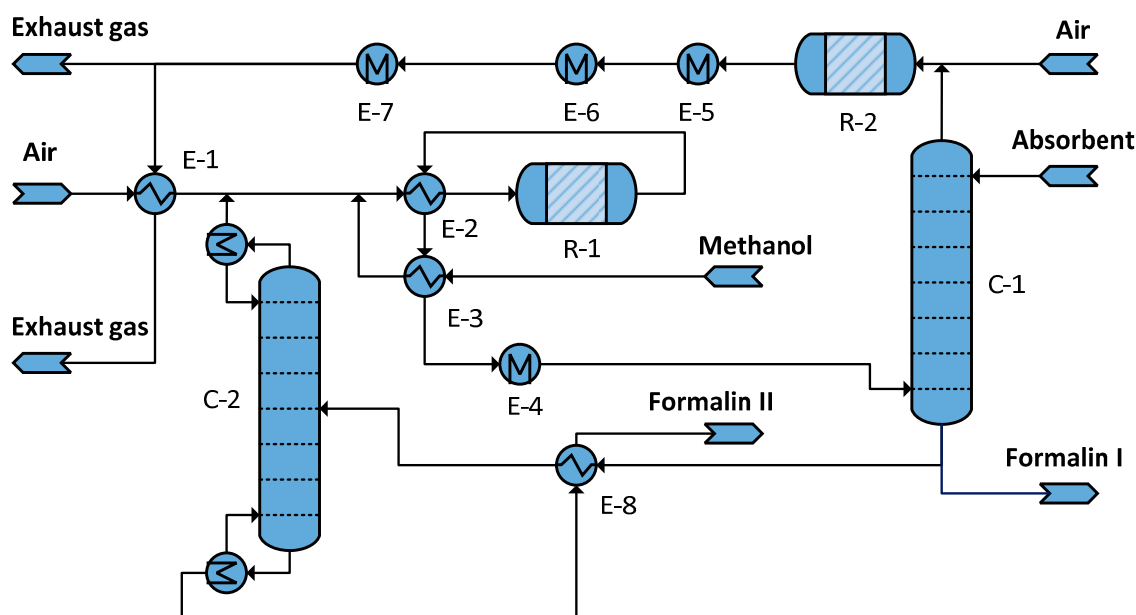 Exhaust gas
Air
E-7
E-6
E-5
R-2
Absorbent
Air
E-1
E-2
R-1
Methanol
C-1
E-3
Exhaust gas
C-2
E-4
Formalin II
Formalin I
E-8